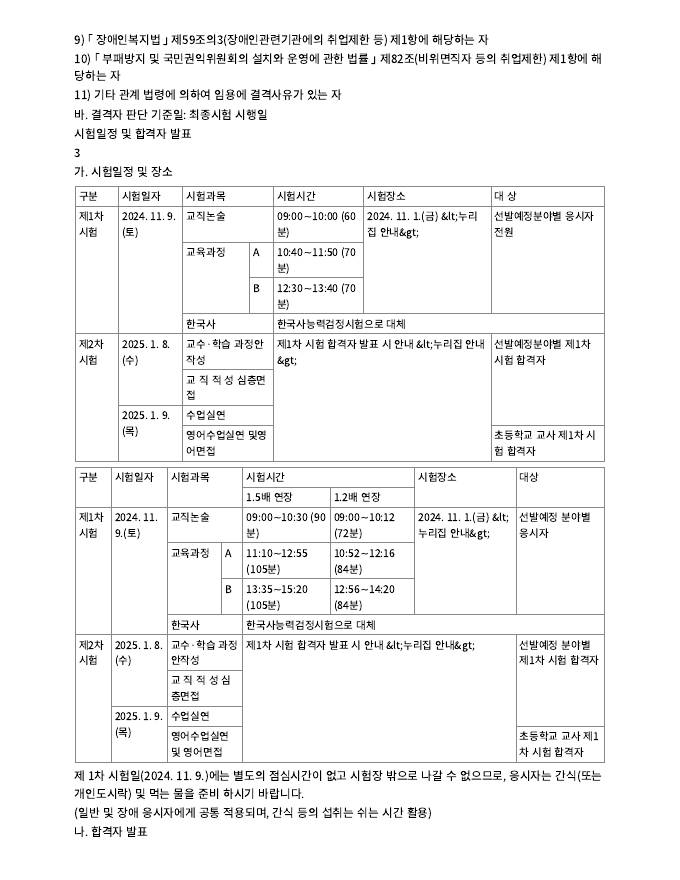 9) ｢ 장애인복지법 ｣ 제59조의3(장애인관련기관에의 취업제한 등) 제1항에 해당하는 자
10) ｢ 부패방지 및 국민권익위원회의 설치와 운영에 관한 법률 ｣ 제82조(비위면직자 등의 취업제한) 제1항에 해
당하는 자
11) 기타 관계 법령에 의하여 임용에 결격사유가 있는 자
바. 결격자 판단 기준일: 최종시험 시행일
시험일정 및 합격자 발표
3
가. 시험일정 및 장소
구분 시험일자 시험과목 시험시간 시험장소 대 상
제1차 2024. 11. 9. 교직논술 09:00~10:00 (60 2024. 11. 1.(금) &lt;누리 선발예정분야별 응시자
시험 (토) 분) 집 안내&gt; 전원
교육과정 A 10:40~11:50 (70
분)
B 12:30~13:40 (70
분)
한국사 한국사능력검정시험으로 대체
제2차 2025. 1. 8. 교수·학습 과정안 제1차 시험 합격자 발표 시 안내 &lt;누리집 안내 선발예정분야별 제1차
시험 (수) 작성 &gt; 시험 합격자
교 직 적 성 심층면
접
2025. 1. 9. 수업실연
(목) 영어수업실연 및영 초등학교 교사 제1차 시
어면접 험 합격자
구분 시험일자 시험과목 시험시간 시험장소 대상
1.5배 연장 1.2배 연장
제1차 2024. 11. 교직논술 09:00~10:30 (90 09:00~10:12 2024. 11. 1.(금) &lt; 선발예정 분야별
시험 9.(토) 분) (72분) 누리집 안내&gt; 응시자
교육과정 A 11:10~12:55 10:52~12:16
(105분) (84분)
B 13:35~15:20 12:56~14:20
(105분) (84분)
한국사 한국사능력검정시험으로 대체
제2차 2025. 1. 8. 교수·학습 과정 제1차 시험 합격자 발표 시 안내 &lt;누리집 안내&gt; 선발예정 분야별
시험 (수) 안작성 제1차 시험 합격자
교 직 적 성 심
층면접
2025. 1. 9. 수업실연
(목) 영어수업실연 초등학교 교사 제1
및 영어면접 차 시험 합격자
제 1차 시험일(2024. 11. 9.)에는 별도의 점심시간이 없고 시험장 밖으로 나갈 수 없으므로, 응시자는 간식(또는
개인도시락) 및 먹는 물을 준비 하시기 바랍니다.
(일반 및 장애 응시자에게 공통 적용되며, 간식 등의 섭취는 쉬는 시간 활용)
나. 합격자 발표